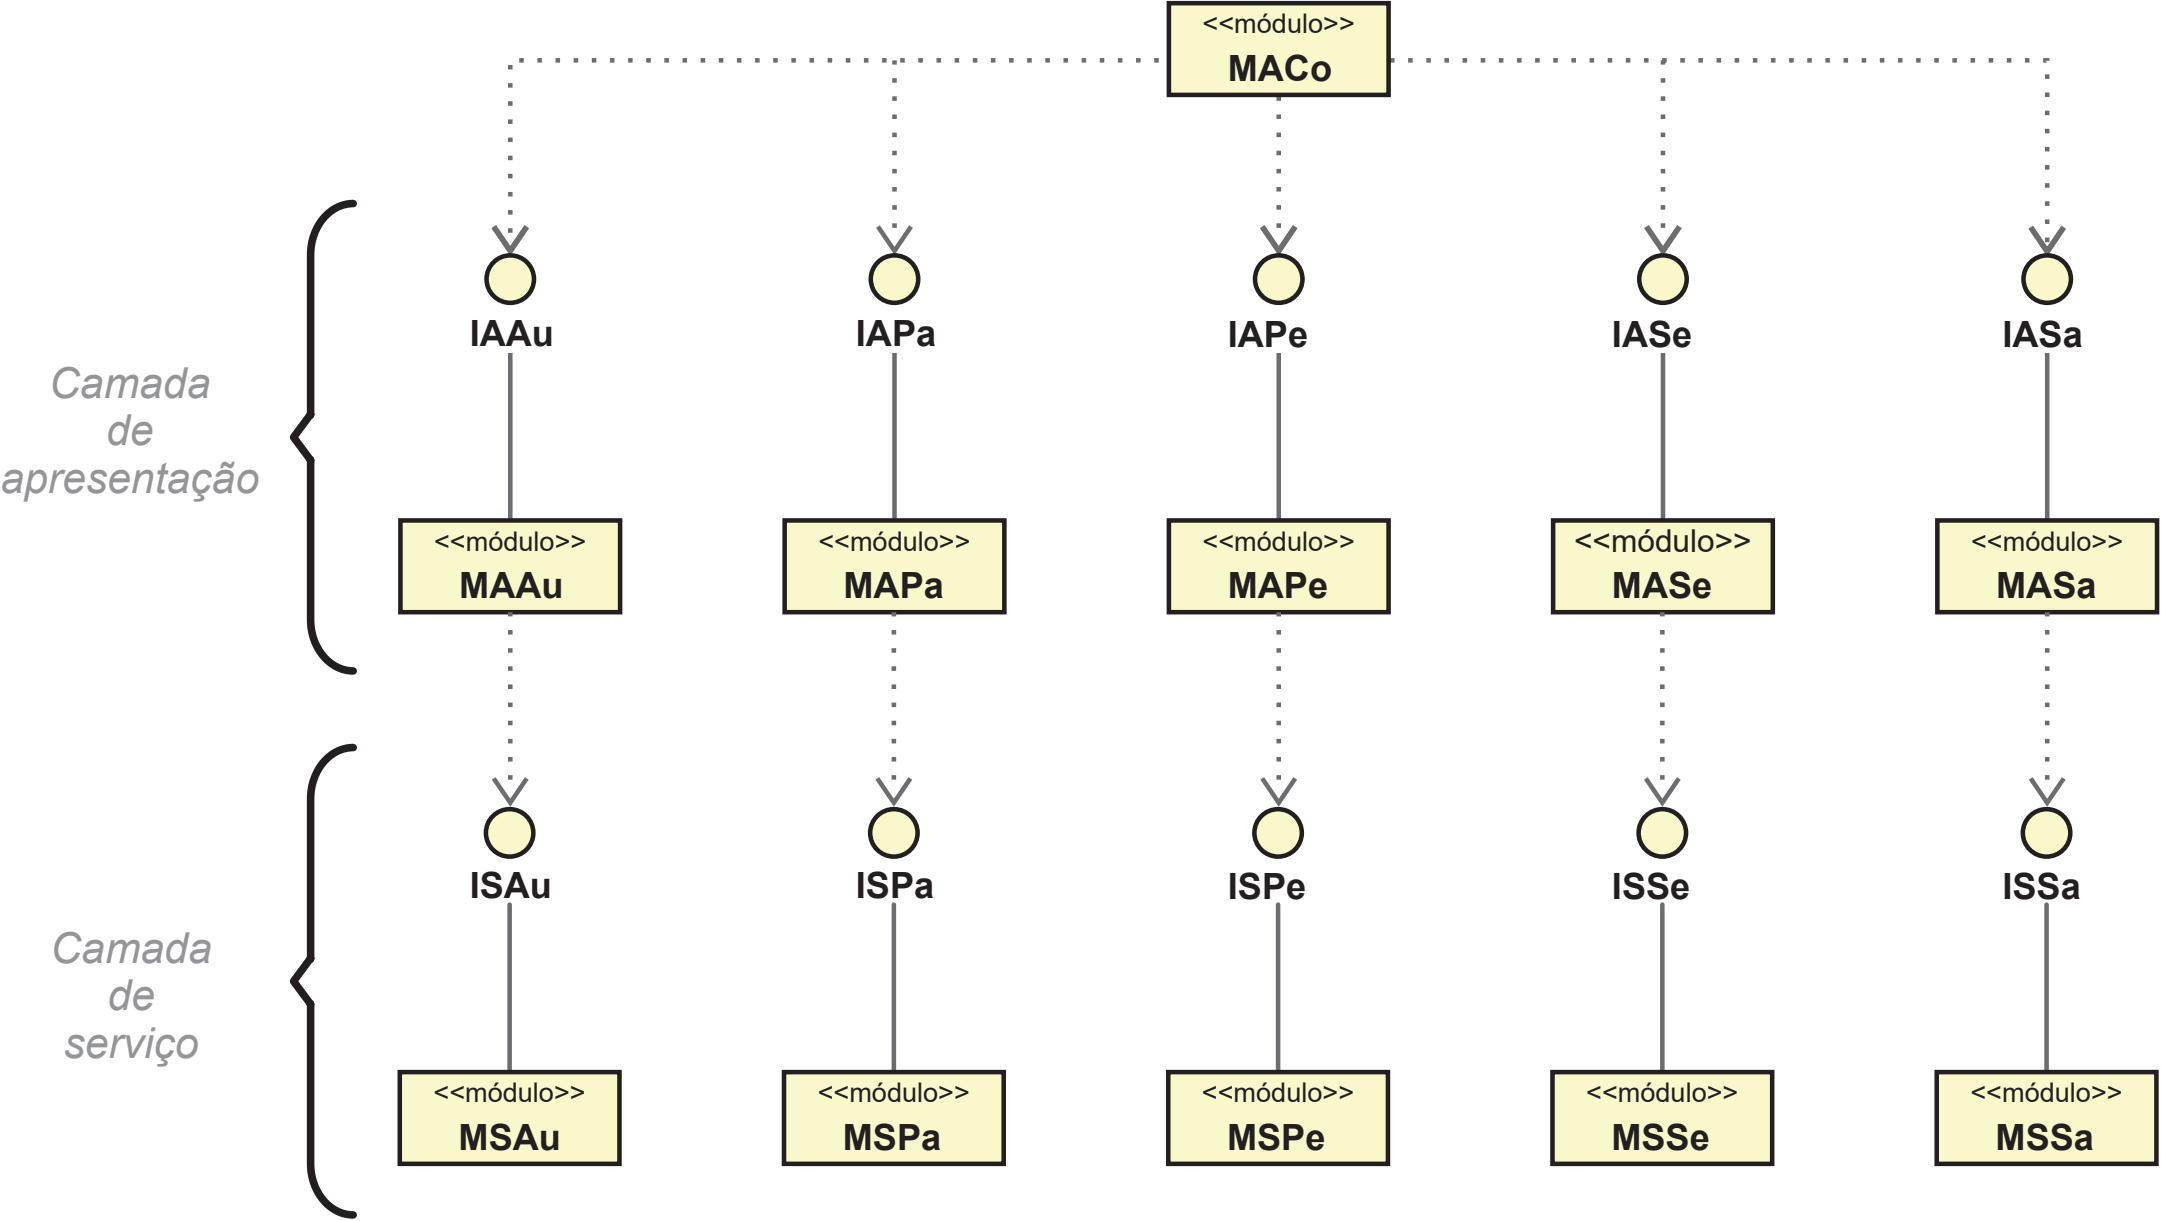 <<módulo>>
MACo
IAAu
IAPa
IAPe
IASe
IASa
Camada
de
apresentação
<<módulo>>
MAAu
<<módulo>>
MAPa
<<módulo>>
MAPe
<<módulo>>
MASe
<<módulo>>
MASa
ISAu
ISPa
ISPe
ISSe
ISSa
Camada
de
serviço
<<módulo>>
MSAu
<<módulo>>
MSPa
<<módulo>>
MSPe
<<módulo>>
MSSe
<<módulo>>
MSSa